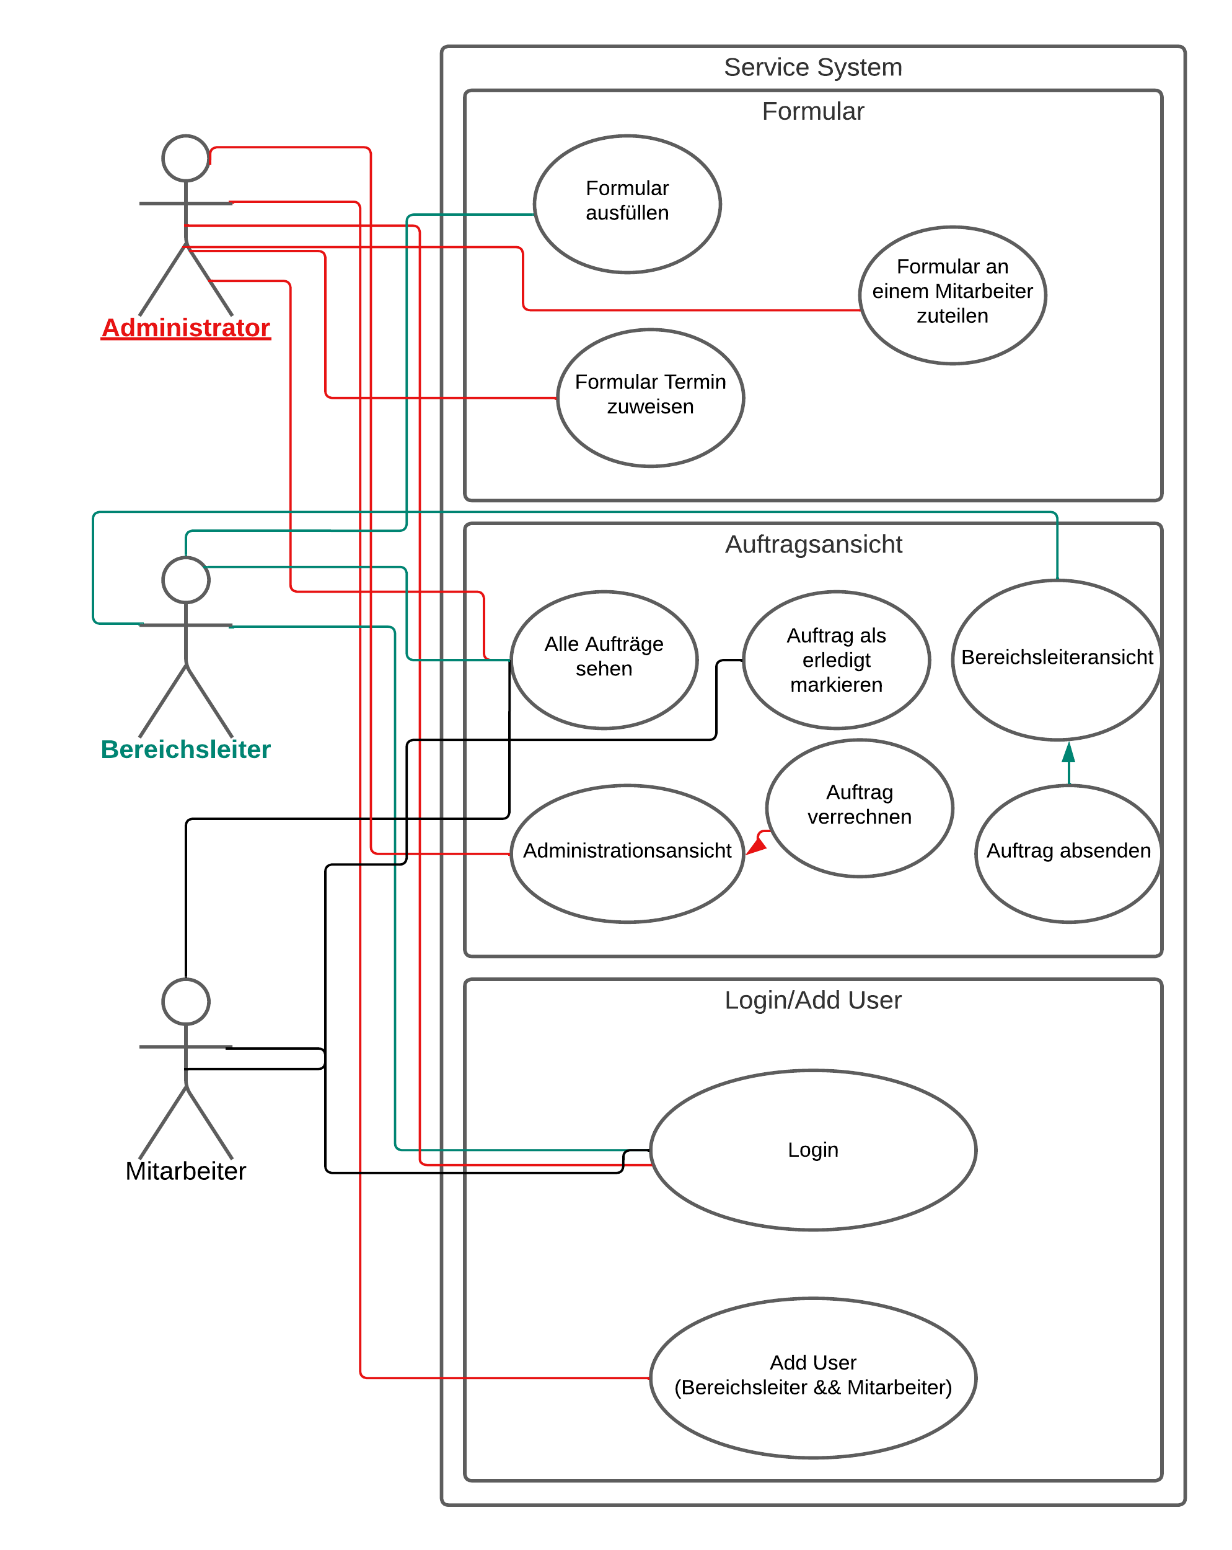 Service System
Formular
Formular
ausfüllen
Formular an
einem Mitarbeiter
zuteilen
Administrator
Formular Termin
zuweisen
Auftragsansicht
Alle Aufträge
sehen
Auftrag als
erledigt
markieren
Bereichsleiteransicht
Bereichsleiter
Auftrag
verrechnen
Administrationsansicht
Auftrag absenden
Login/Add User
Login
Mitarbeiter
Add User
(Bereichsleiter && Mitarbeiter)